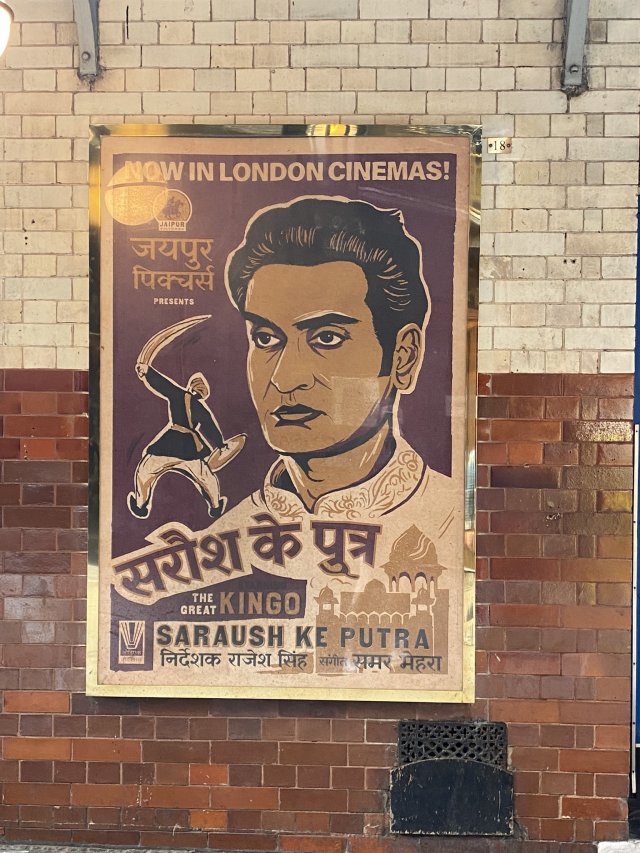 NOW IN LONDON CINEMAS!
18
JAIPUR
जयपुर
पिक्चर्स
PRESENTS
सरौश के पुत्र
THE
GREAT KINGO
SARAUSH KE PUTRA
निर्देशक राजेश सिंह संगीत समर मेहरा